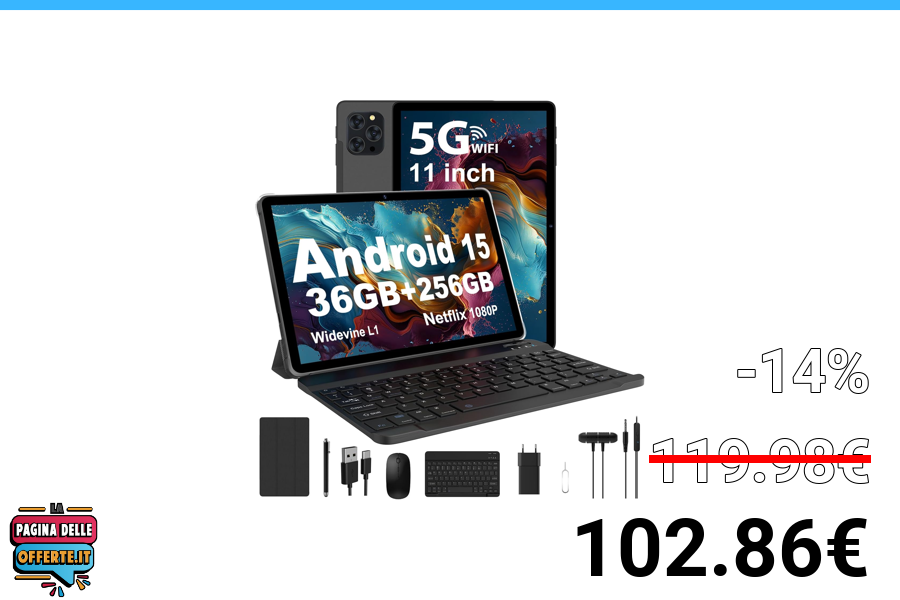 5G WIFI
11 inch
Android 15
36GB+256GB
Widevine L1
Netflix 1080P
-14%
119.98€
102.86€
LA
PAGINA DELLE
OFFERTE.IT